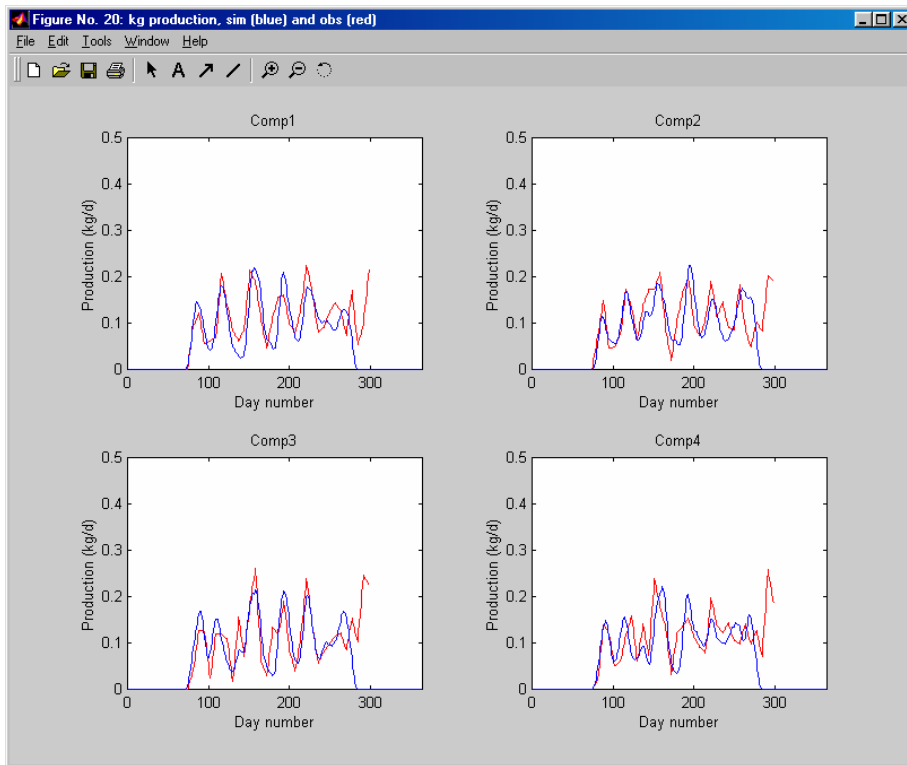 Figure No. 20: kg production, sim (blue) and obs (red)
File Edit Tools Window Help
A
Comp1
0.5
0.4
0.3
0.2
0.1
0
Production (kg/d)
0 100 200 300
Day number
Comp2
0.5
0.4
0.3
0.2
0.1
0
Production (kg/d)
0 100 200 300
Day number
Comp3
0.5
0.4
0.3
0.2
0.1
0
Production (kg/d)
0 100 200 300
Day number
Comp4
0.5
0.4
0.3
0.2
0.1
0
Production (kg/d)
0 100 200 300
Day number